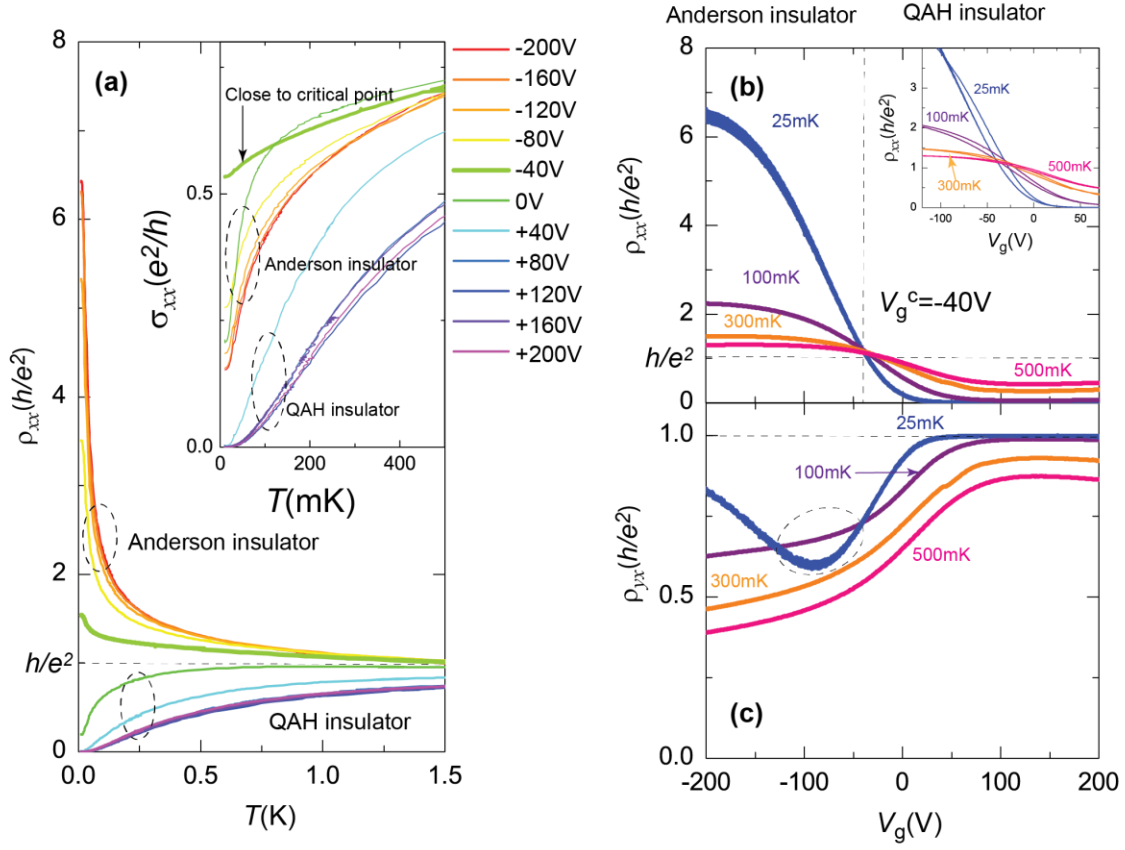 Anderson insulator QAH insulator
(a)
8
6
4
2
h/e²
0
ρxx(h/e²)
0.0 0.5 1.0 1.5
T(K)
Anderson insulator
QAH insulator
Close to critical point
0.5
0.0
σxx(e²/h)
Anderson insulator
QAH insulator
0 200 400
T(mK)
-200V
-160V
-120V
-80V
-40V
0V
+40V
+80V
+120V
+160V
+200V
(b)
8
6
4
2
h/e²
0
ρxx(h/e²)
25mK
100mK
300mK
500mK
Vgᶜ=-40V
4
3
2
1
0
ρxx(h/e²)
25mK
100mK
300mK
500mK
-100 -50 0 50
Vg(V)
(c)
1.0
0.5
0.0
ρyx(h/e²)
25mK
100mK
300mK
500mK
-200 -100 0 100 200
Vg(V)